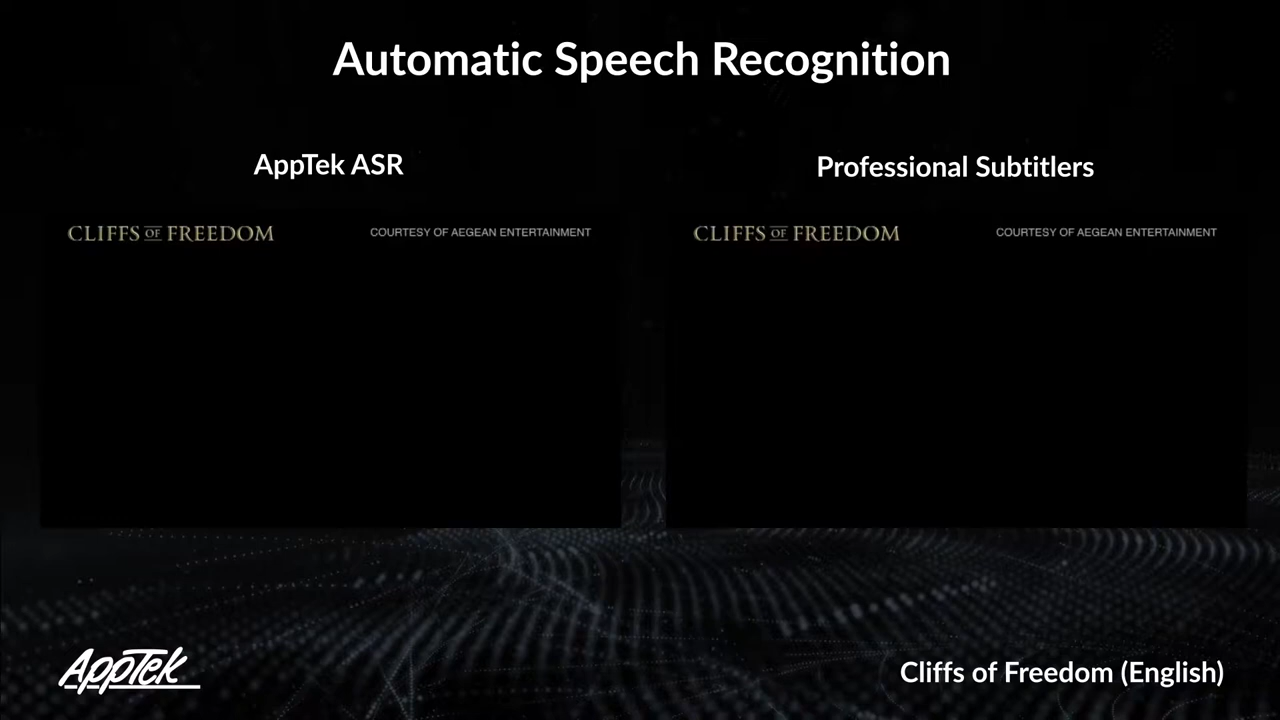 Automatic Speech Recognition
AppTek ASR
Professional Subtitlers
CLIFFS OF FREEDOM
COURTESY OF AEGEAN ENTERTAINMENT
CLIFFS OF FREEDOM
COURTESY OF AEGEAN ENTERTAINMENT
AppTek
Cliffs of Freedom (English)